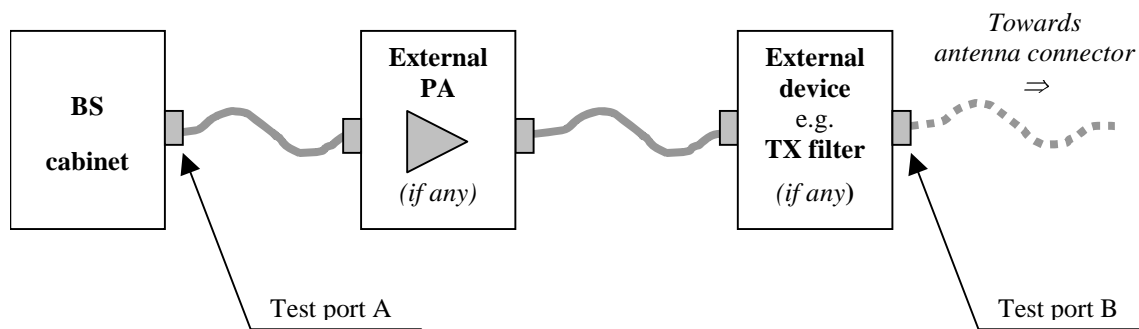 BS
cabinet
External
PA
(if any)
External
device
e.g.
TX filter
(if any)
Towards
antenna connector
⇒
Test port A
Test port B